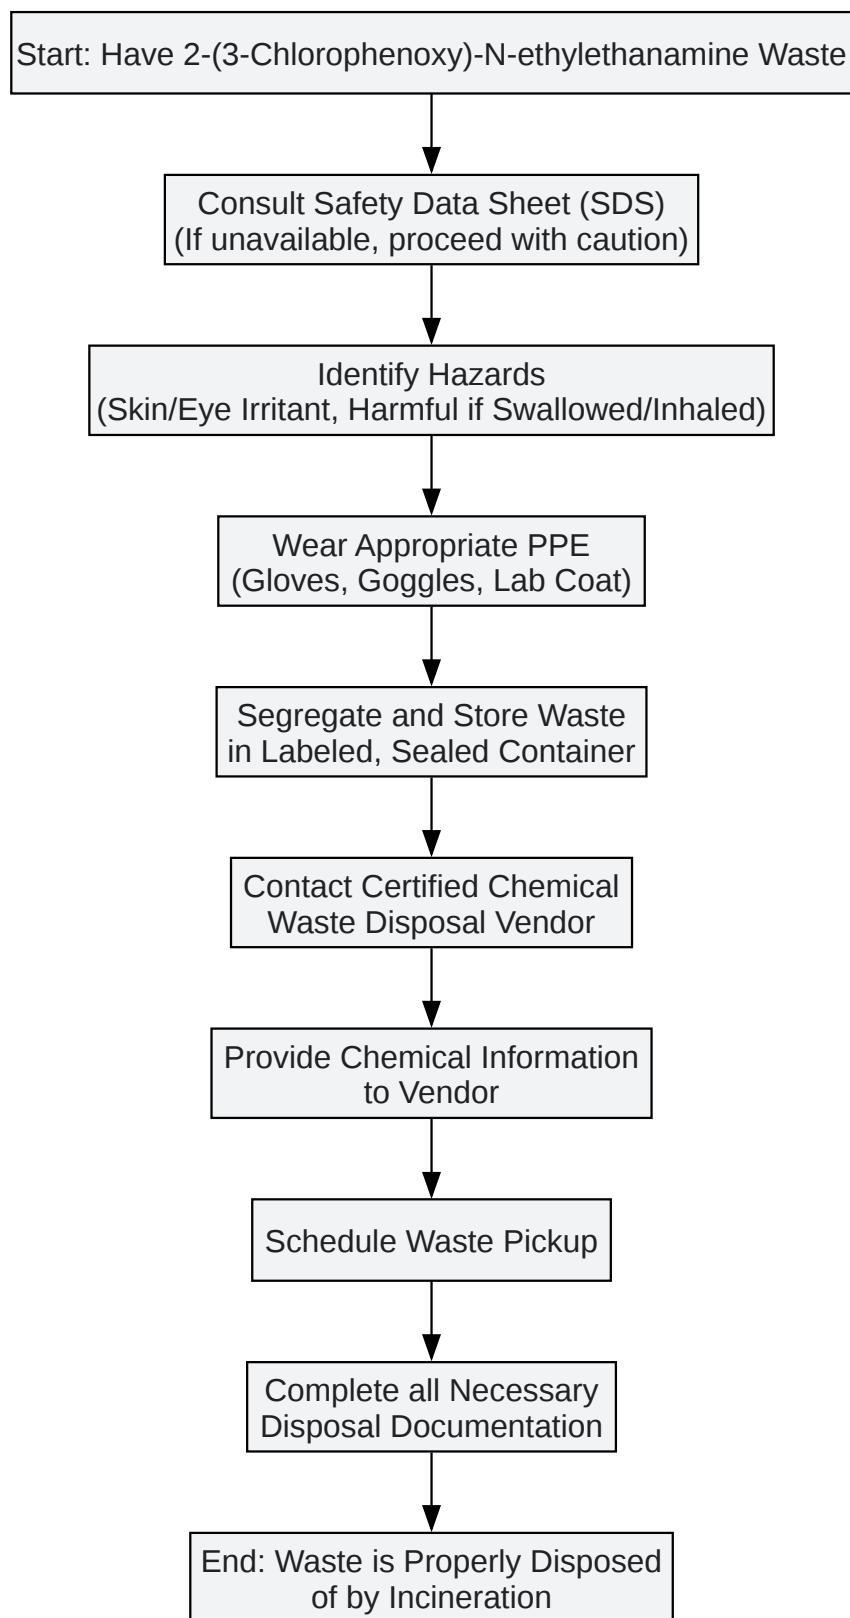 Start: Have 2-(3-Chlorophenoxy)-N-ethylethanamine Waste
Consult Safety Data Sheet (SDS)
(If unavailable, proceed with caution)
Identify Hazards
(Skin/Eye Irritant, Harmful if Swallowed/Inhaled)
Wear Appropriate PPE
(Gloves, Goggles, Lab Coat)
Segregate and Store Waste
in Labeled, Sealed Container
Contact Certified Chemical
Waste Disposal Vendor
Provide Chemical Information
to Vendor
Schedule Waste Pickup
Complete all Necessary
Disposal Documentation
End: Waste is Properly Disposed
of by Incineration